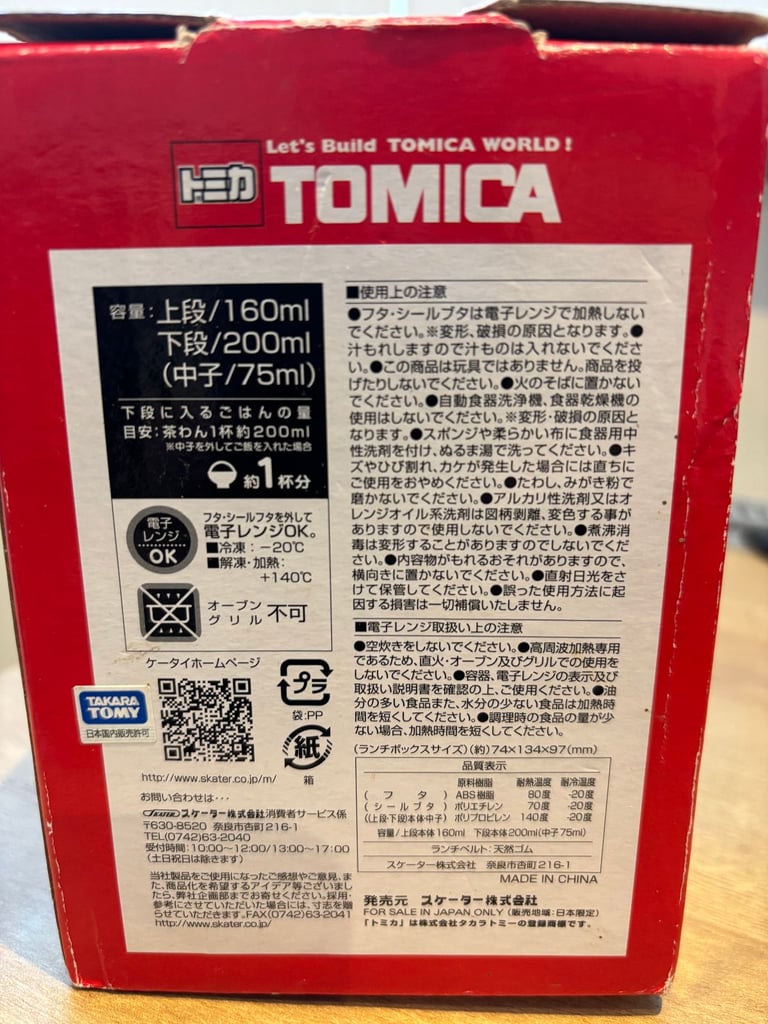 Let's Build TOMICA WORLD!
トミカ
TOMICA
容量:上段/160ml
下段/200ml
(中子/75ml)
下段に入るごはんの量
目安:茶わん1杯約200ml
※中子を外してご飯を入れた場合
約1杯分
電子
レンジ
OK
フタ・シールフタを外して
電子レンジOK。
■冷凍:-20℃
■解凍・加熱:
+140℃
オーブン
グリル 不可
ケータイホームページ
プラ
袋:PP
紙
箱
TAKARA
TOMY
日本国内販売許可
http://www.skater.co.jp/m/
お問い合わせは・・・
SKATER スケーター株式会社消費者サービス係
〒630-8520 奈良市杏町216-1
TEL(0742)63-2040
受付時間:10:00~12:00/13:00~17:00
(土日祝日は除きます)
当社製品をご使用になったご感想やご意見、ま
た、商品化を希望するアイデア等ございまし
たら、弊社企画部までお寄せください。採用・
参考にさせていただいた場合には、寸志を贈
らせていただきます。FAX(0742)63-2041
http://www.skater.co.jp/
■使用上の注意
●フタ・シールブタは電子レンジで加熱しない
でください。※変形、破損の原因となります。●
汁もれしますので汁ものは入れないでくださ
い。●この商品は玩具ではありません。商品を投
げたりしないでください。●火のそばに置かない
でください。●自動食器洗浄機、食器乾燥機の
使用はしないでください。※変形・破損の原因と
なります。●スポンジや柔らかい布に食器用中
性洗剤を付け、ぬるま湯で洗ってください。●キ
ズやひび割れ、カケが発生した場合には直ちに
ご使用をおやめください。●たわし、みがき粉で
磨かないでください。●アルカリ性洗剤又はオ
レンジオイル系洗剤は図柄剥離、変色する事が
ありますので使用しないでください。●煮沸消
毒は変形することがありますのでしないでくだ
さい。●内容物がもれるおそれがありますので、
横向きに置かないでください。●直射日光をさ
けて保管してください。●誤った使用方法に起
因する損害は一切補償いたしません。
■電子レンジ取扱い上の注意
●空炊きをしないでください。●高周波加熱専用
であるため、直火・オーブン及びグリルでの使用を
しないでください。●容器、電子レンジの表示及び
取扱い説明書を確認の上、ご使用ください。●油
分の多い食品また、水分の少ない食品は加熱時
間を短くしてください。●調理時の食品の量が少
ない場合、加熱時間を短くしてください。
(ランチボックスサイズ)(約)74×134×97(mm)
品質表示
原料樹脂 耐熱温度 耐冷温度
(フタ) ABS樹脂 80度 -20度
(シールブタ) ポリエチレン 70度 -20度
((上段・下段)本体中子) ポリプロピレン 140度 -20度
容量/上段本体160ml 下段本体200ml(中子75ml)
ランチベルト:天然ゴム
スケーター株式会社 奈良市杏町216-1
MADE IN CHINA
発売元 スケーター株式会社
FOR SALE IN JAPAN ONLY (販売地域:日本限定)
「トミカ」は株式会社タカラトミーの登録商標です。